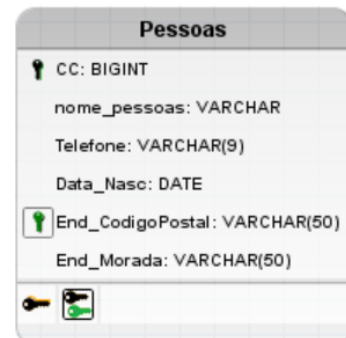 Pessoas
CC: BIGINT
nome_pessoas: VARCHAR
Telefone: VARCHAR(9)
Data_Nasc: DATE
End_CodigoPostal: VARCHAR(50)
End_Morada: VARCHAR(50)